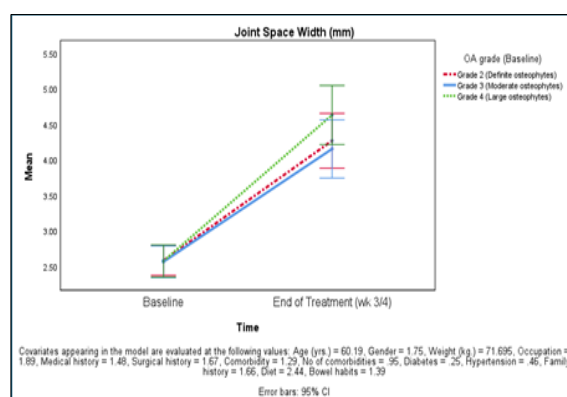 Joint Space Width (mm)
5.50
5.00
4.50
4.00
3.50
3.00
2.50
Mean
OA grade (Baseline)
Grade 2 (Definite osteophytes)
Grade 3 (Moderate osteophytes)
Grade 4 (Large osteophytes)
Baseline
End of Treatment (wk 3/4)
Time
Covariates appearing in the model are evaluated at the following values: Age (yrs.) = 60.19, Gender = 1.75, Weight (kg.) = 71.695, Occupation =
1.89, Medical history = 1.48, Surgical history = 1.67, Comorbidity = 1.29, No of comorbidities = .95, Diabetes = .25, Hypertension = .46, Family
history = 1.66, Diet = 2.44, Bowel habits = 1.39
Error bars: 95% CI